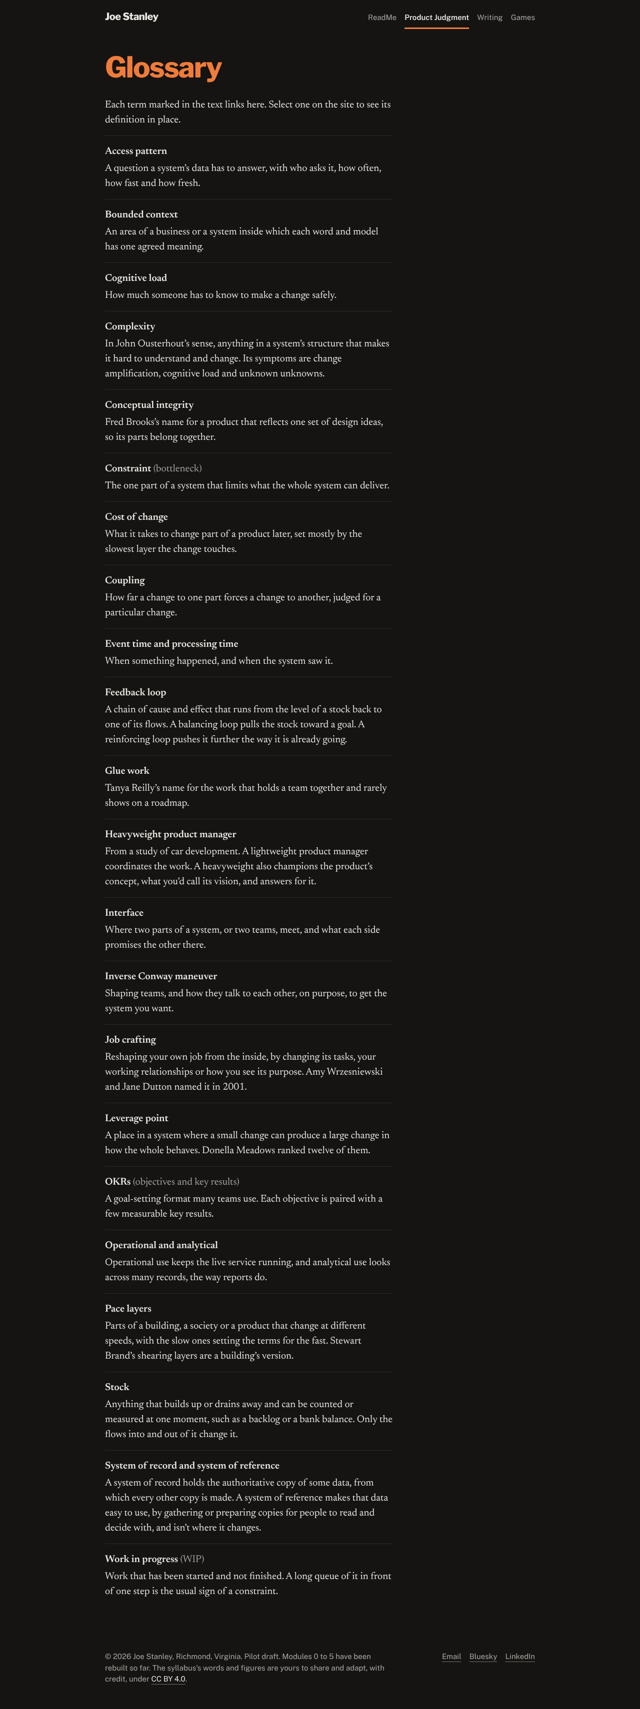 Joe Stanley
ReadMe Product Judgment Writing Games
Glossary
Each term marked in the text links here. Select one on the site to see its
definition in place.
Access pattern
A question a system’s data has to answer, with who asks it, how often,
how fast and how fresh.
Bounded context
An area of a business or a system inside which each word and model
has one agreed meaning.
Cognitive load
How much someone has to know to make a change safely.
Complexity
In John Ousterhout’s sense, anything in a system’s structure that makes
it hard to understand and change. Its symptoms are change
amplification, cognitive load and unknown unknowns.
Conceptual integrity
Fred Brooks’s name for a product that reflects one set of design ideas,
so its parts belong together.
Constraint (bottleneck)
The one part of a system that limits what the whole system can deliver.
Cost of change
What it takes to change part of a product later, set mostly by the
slowest layer the change touches.
Coupling
How far a change to one part forces a change to another, judged for a
particular change.
Event time and processing time
When something happened, and when the system saw it.
Feedback loop
A chain of cause and effect that runs from the level of a stock back to
one of its flows. A balancing loop pulls the stock toward a goal. A
reinforcing loop pushes it further the way it is already going.
Glue work
Tanya Reilly’s name for the work that holds a team together and rarely
shows on a roadmap.
Heavyweight product manager
From a study of car development. A lightweight product manager
coordinates the work. A heavyweight also champions the product’s
concept, what you’d call its vision, and answers for it.
Interface
Where two parts of a system, or two teams, meet, and what each side
promises the other there.
Inverse Conway maneuver
Shaping teams, and how they talk to each other, on purpose, to get the
system you want.
Job crafting
Reshaping your own job from the inside, by changing its tasks, your
working relationships or how you see its purpose. Amy Wrzesniewski
and Jane Dutton named it in 2001.
Leverage point
A place in a system where a small change can produce a large change in
how the whole behaves. Donella Meadows ranked twelve of them.
OKRs (objectives and key results)
A goal-setting format many teams use. Each objective is paired with a
few measurable key results.
Operational and analytical
Operational use keeps the live service running, and analytical use looks
across many records, the way reports do.
Pace layers
Parts of a building, a society or a product that change at different
speeds, with the slow ones setting the terms for the fast. Stewart
Brand’s shearing layers are a building’s version.
Stock
Anything that builds up or drains away and can be counted or
measured at one moment, such as a backlog or a bank balance. Only the
flows into and out of it change it.
System of record and system of reference
A system of record holds the authoritative copy of some data, from
which every other copy is made. A system of reference makes that data
easy to use, by gathering or preparing copies for people to read and
decide with, and isn’t where it changes.
Work in progress (WIP)
Work that has been started and not finished. A long queue of it in front
of one step is the usual sign of a constraint.
© 2026 Joe Stanley, Richmond, Virginia. Pilot draft. Modules 0 to 5 have been
rebuilt so far. The syllabus’s words and figures are yours to share and adapt, with
credit, under CC BY 4.0.
Email Bluesky LinkedIn